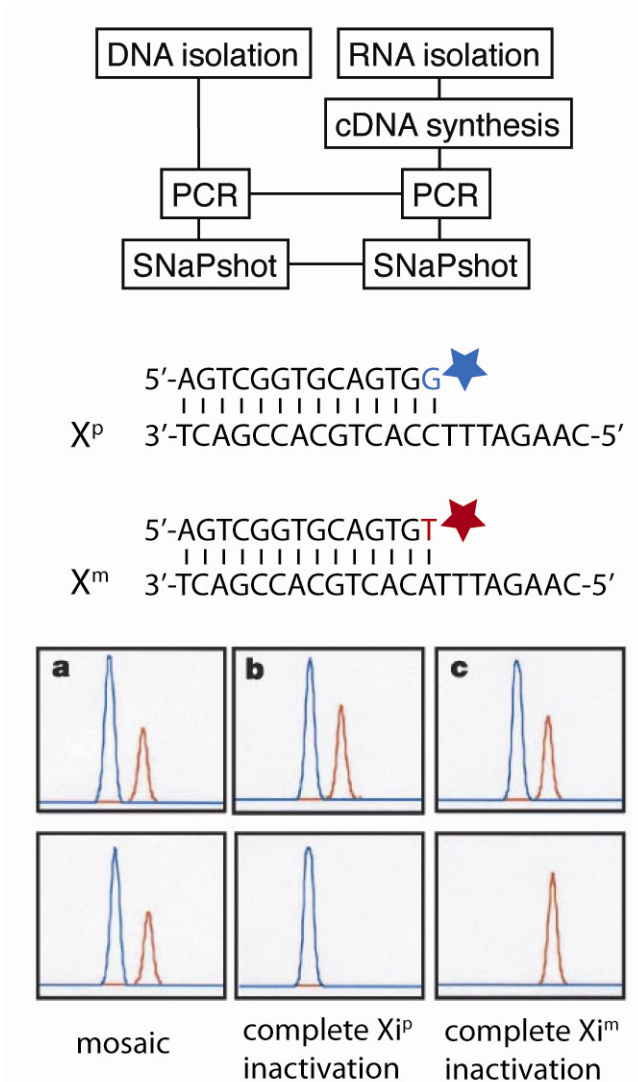 DNA isolation RNA isolation
cDNA synthesis
PCR PCR
SNaPshot SNaPshot
5′-AGTCGGTGCAGTGG
Xᵖ 3′-TCAGCCACGTCACCTTTAGAAC-5′
5′-AGTCGGTGCAGTGT
Xᵐ 3′-TCAGCCACGTCACATTTAGAAC-5′
a b c
mosaic complete Xiᵖ complete Xiᵐ
inactivation inactivation